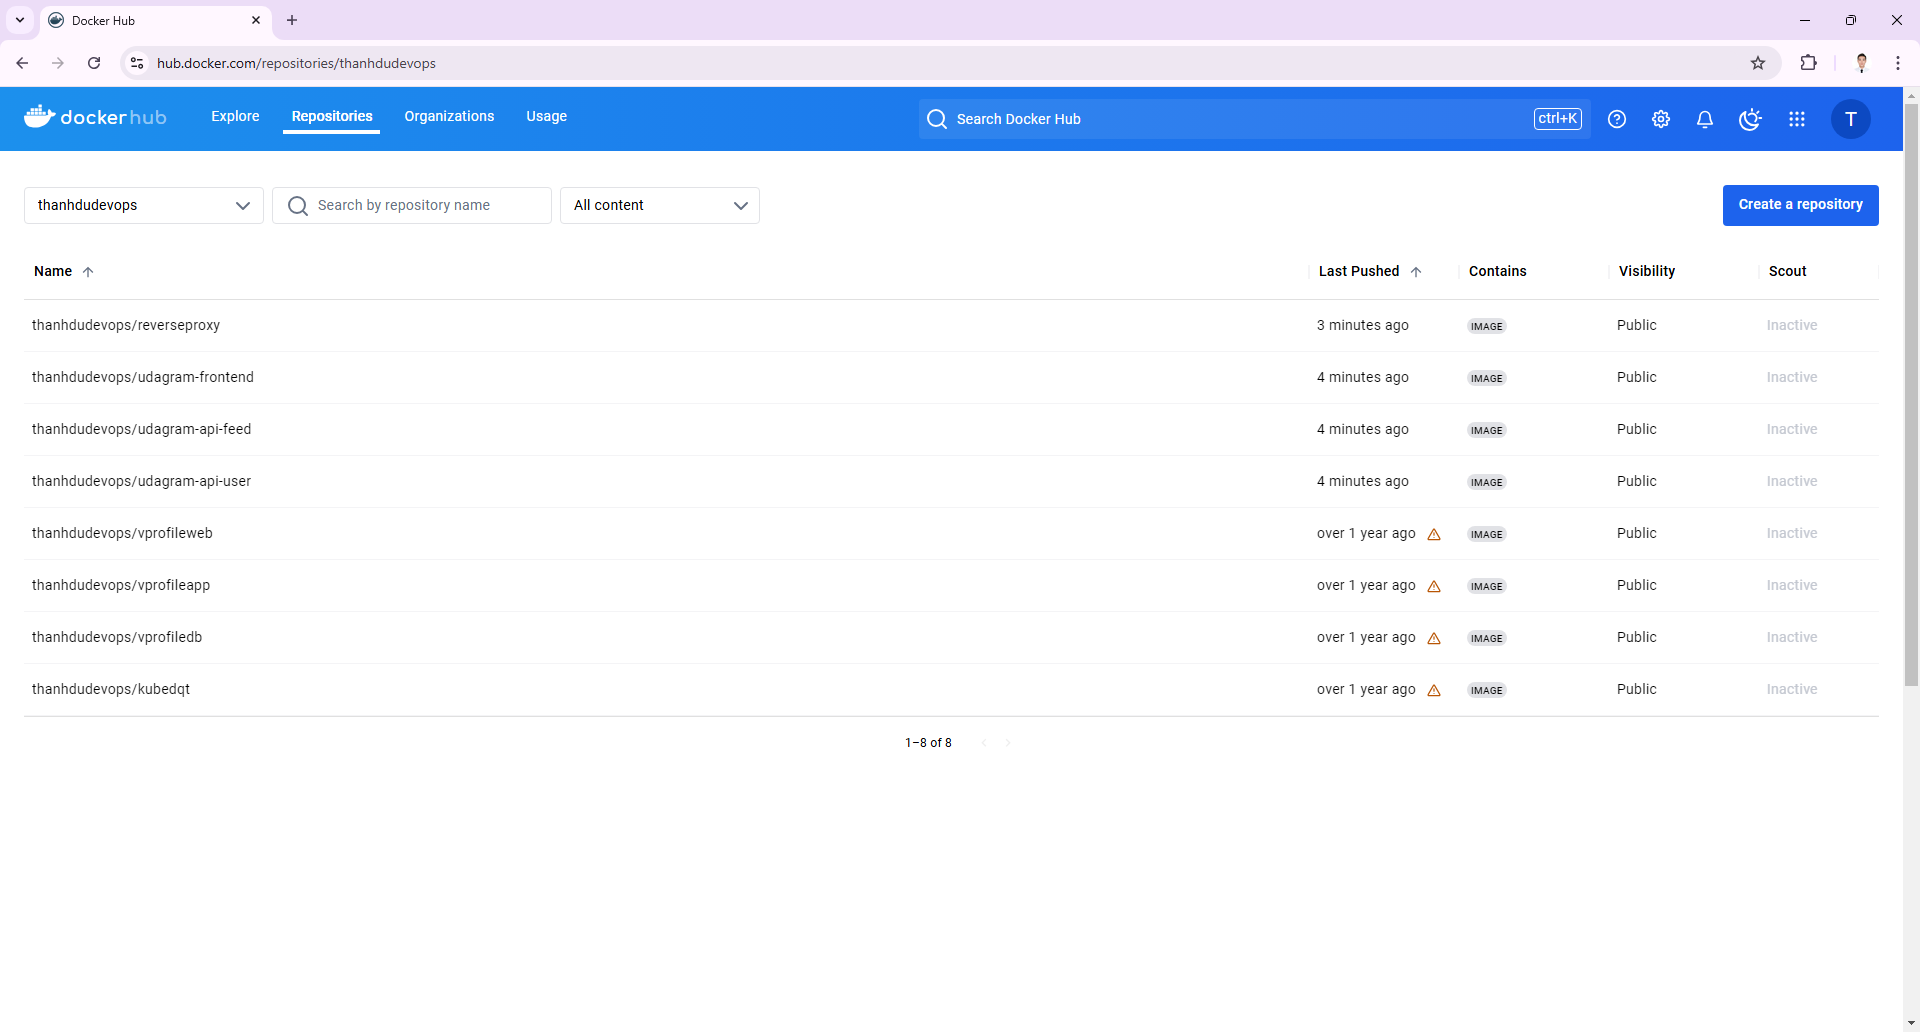 Docker Hub
hub.docker.com/repositories/thanhdudevops
dockerhub Explore Repositories Organizations Usage Search Docker Hub ctrl+K T
thanhdudevops Search by repository name All content Create a repository
Name Last Pushed Contains Visibility Scout
thanhdudevops/reverseproxy 3 minutes ago IMAGE Public Inactive
thanhdudevops/udagram-frontend 4 minutes ago IMAGE Public Inactive
thanhdudevops/udagram-api-feed 4 minutes ago IMAGE Public Inactive
thanhdudevops/udagram-api-user 4 minutes ago IMAGE Public Inactive
thanhdudevops/vprofileweb over 1 year ago IMAGE Public Inactive
thanhdudevops/vprofileapp over 1 year ago IMAGE Public Inactive
thanhdudevops/vprofiledb over 1 year ago IMAGE Public Inactive
thanhdudevops/kubedqt over 1 year ago IMAGE Public Inactive
1–8 of 8